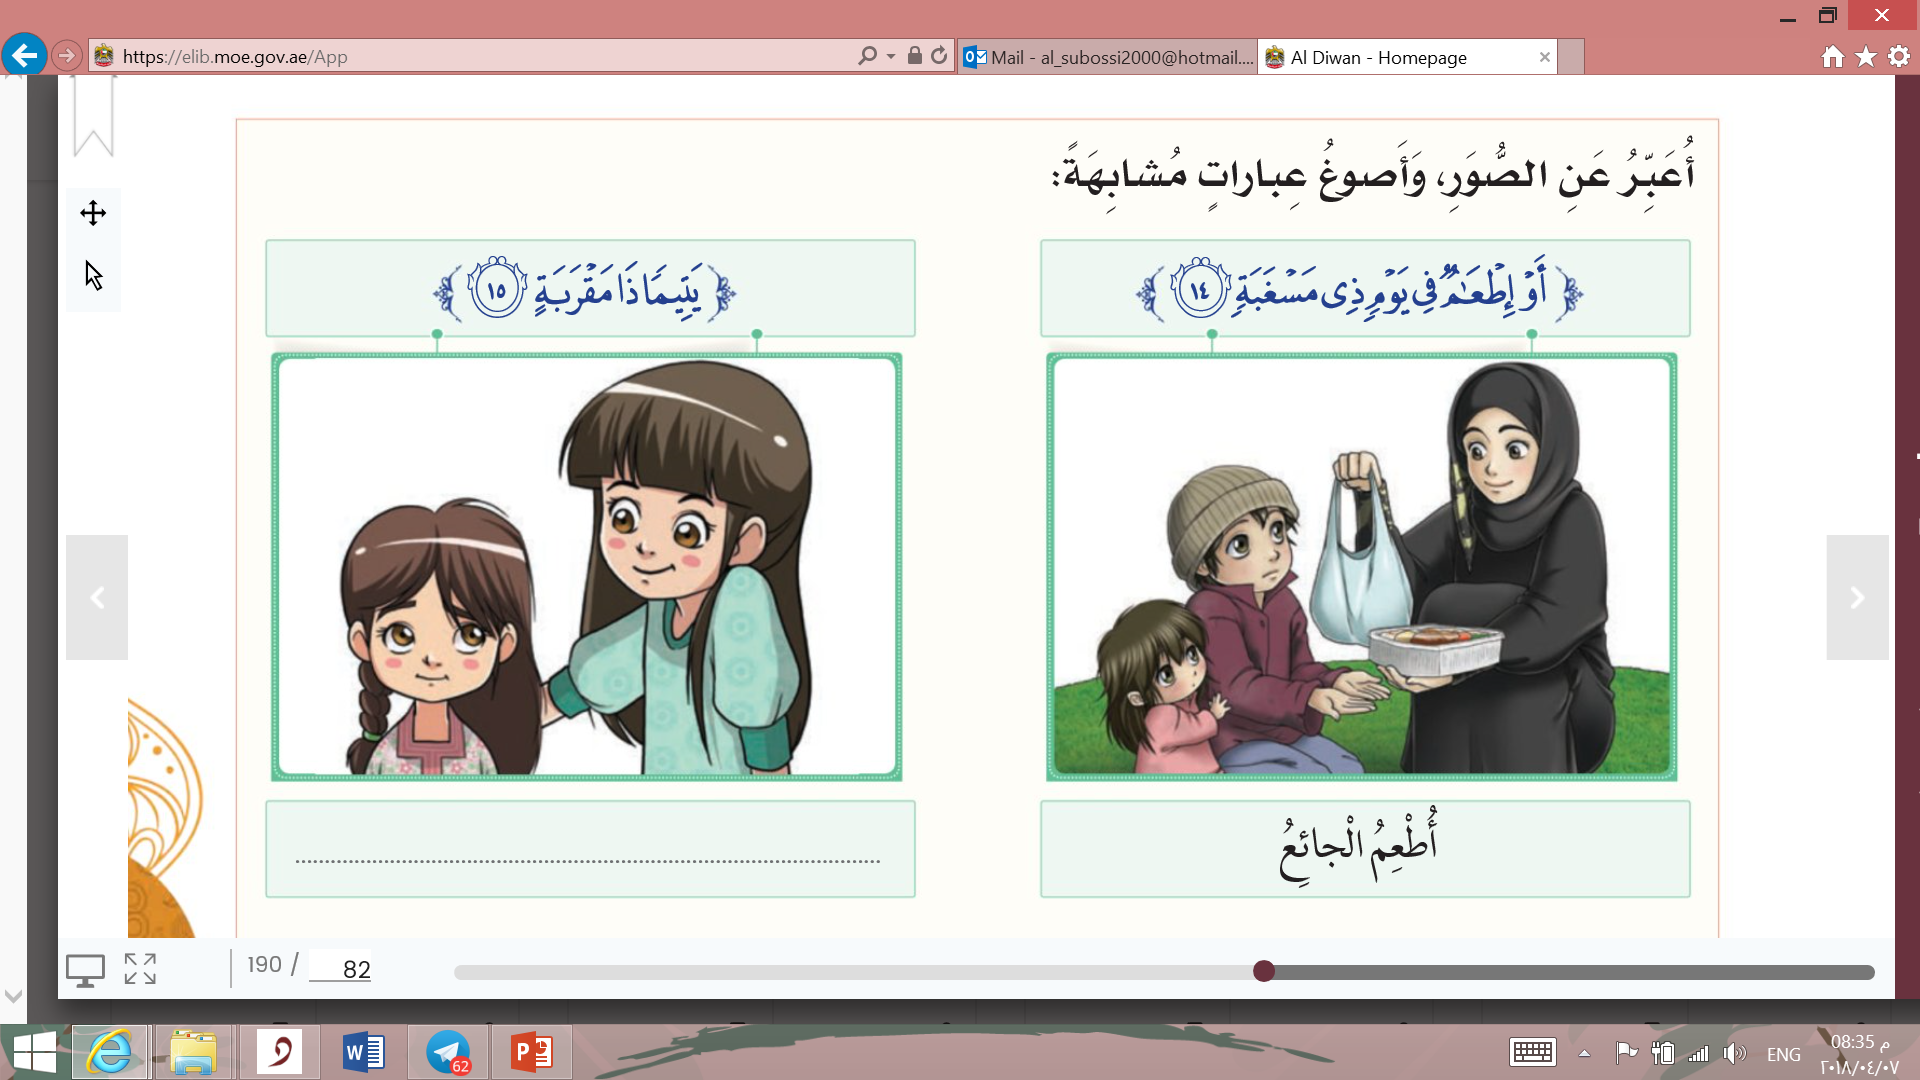 https://elib.moe.gov.ae/App
Mail - al_subossi2000@hotmail....
Al Diwan - Homepage
أُعَبِّرُ عَنِ الصُّوَرِ، وَأَصوغُ عِباراتٍ مُشابِهَةً:
﴿ أَوۡ إِطۡعَٰمٌ فِي يَوۡمٖ ذِي مَسۡغَبَةٖ ١٤ ﴾
﴿ يَتِيمٗا ذَا مَقۡرَبَةٍ ١٥ ﴾
أُطْعِمُ الْجائِعُ
190 / 82
62
ENG
08:35 م
٢٠١٨/٠٤/٠٧